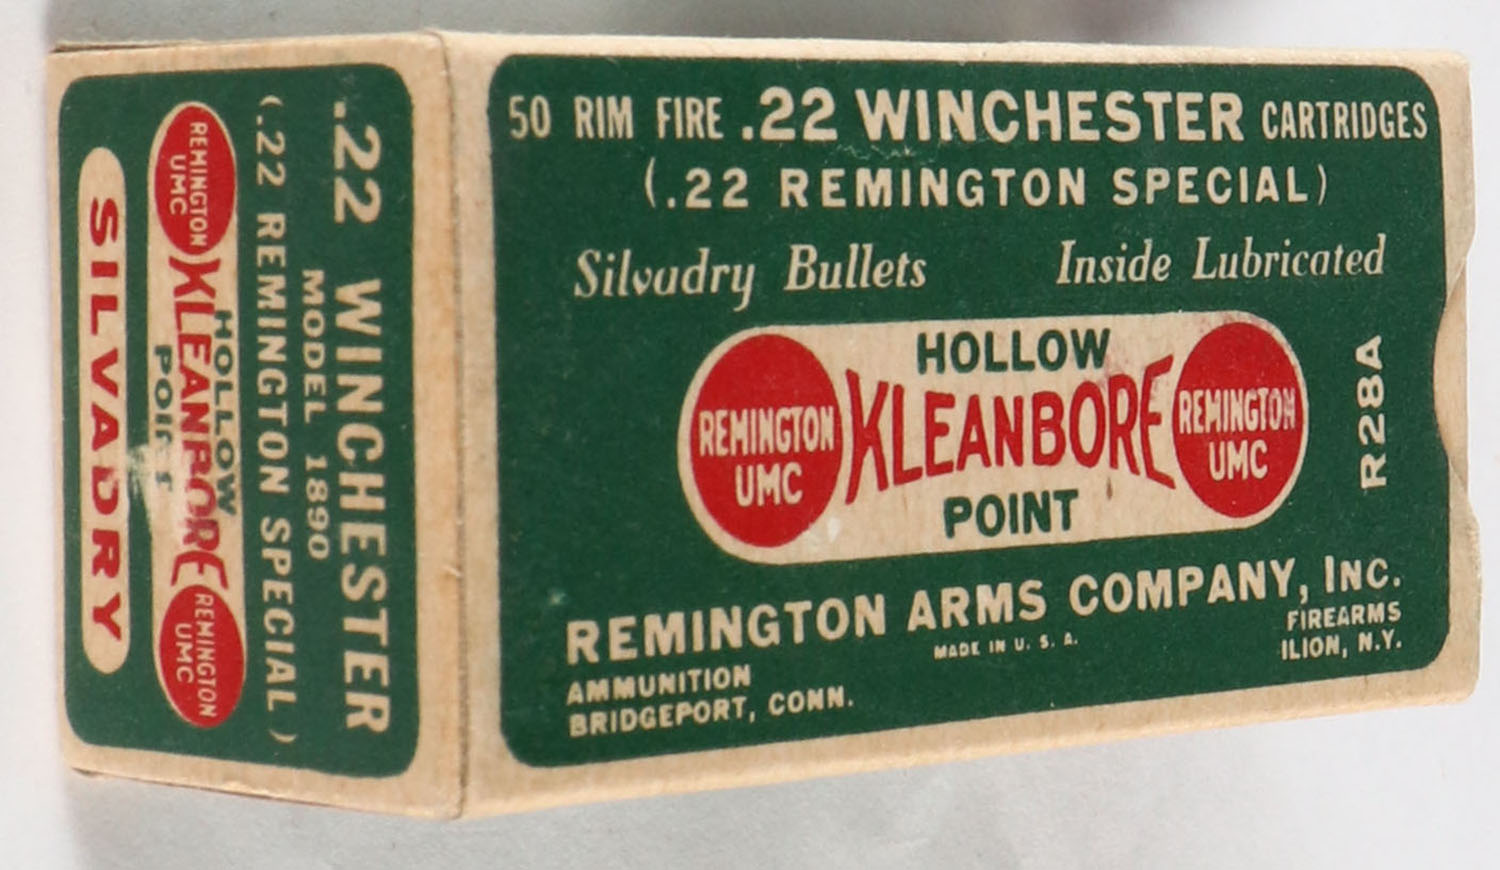 50 RIM FIRE .22 WINCHESTER CARTRIDGES
(.22 REMINGTON SPECIAL)
Silvadry Bullets Inside Lubricated
HOLLOW
REMINGTON UMC KLEANBORE REMINGTON UMC
POINT
R28A
REMINGTON ARMS COMPANY, INC.
MADE IN U. S. A.
AMMUNITION
BRIDGEPORT, CONN.
FIREARMS
ILION, N.Y.
.22 WINCHESTER
MODEL 1890
(.22 REMINGTON SPECIAL)
HOLLOW
REMINGTON UMC KLEANBORE REMINGTON UMC
POINT
SILVADRY